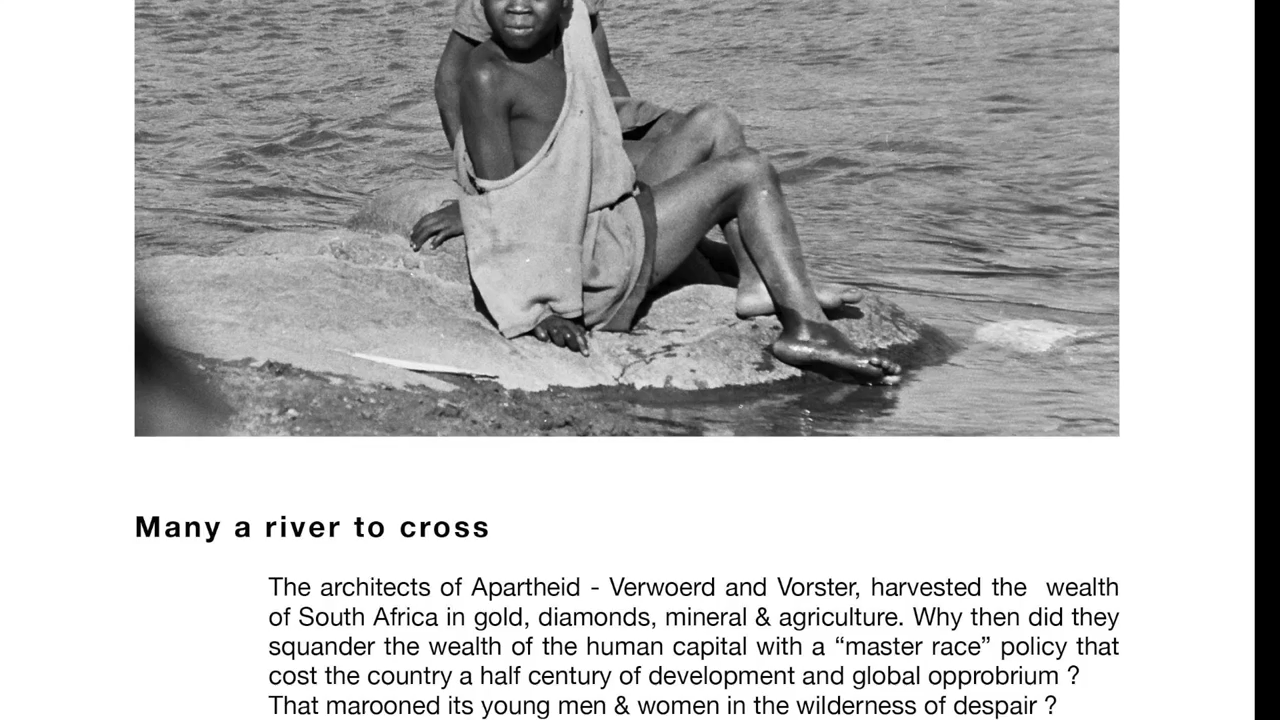 Many a river to cross
The architects of Apartheid - Verwoerd and Vorster, harvested the wealth
of South Africa in gold, diamonds, mineral & agriculture. Why then did they
squander the wealth of the human capital with a “master race” policy that
cost the country a half century of development and global opprobrium ?
That marooned its young men & women in the wilderness of despair ?